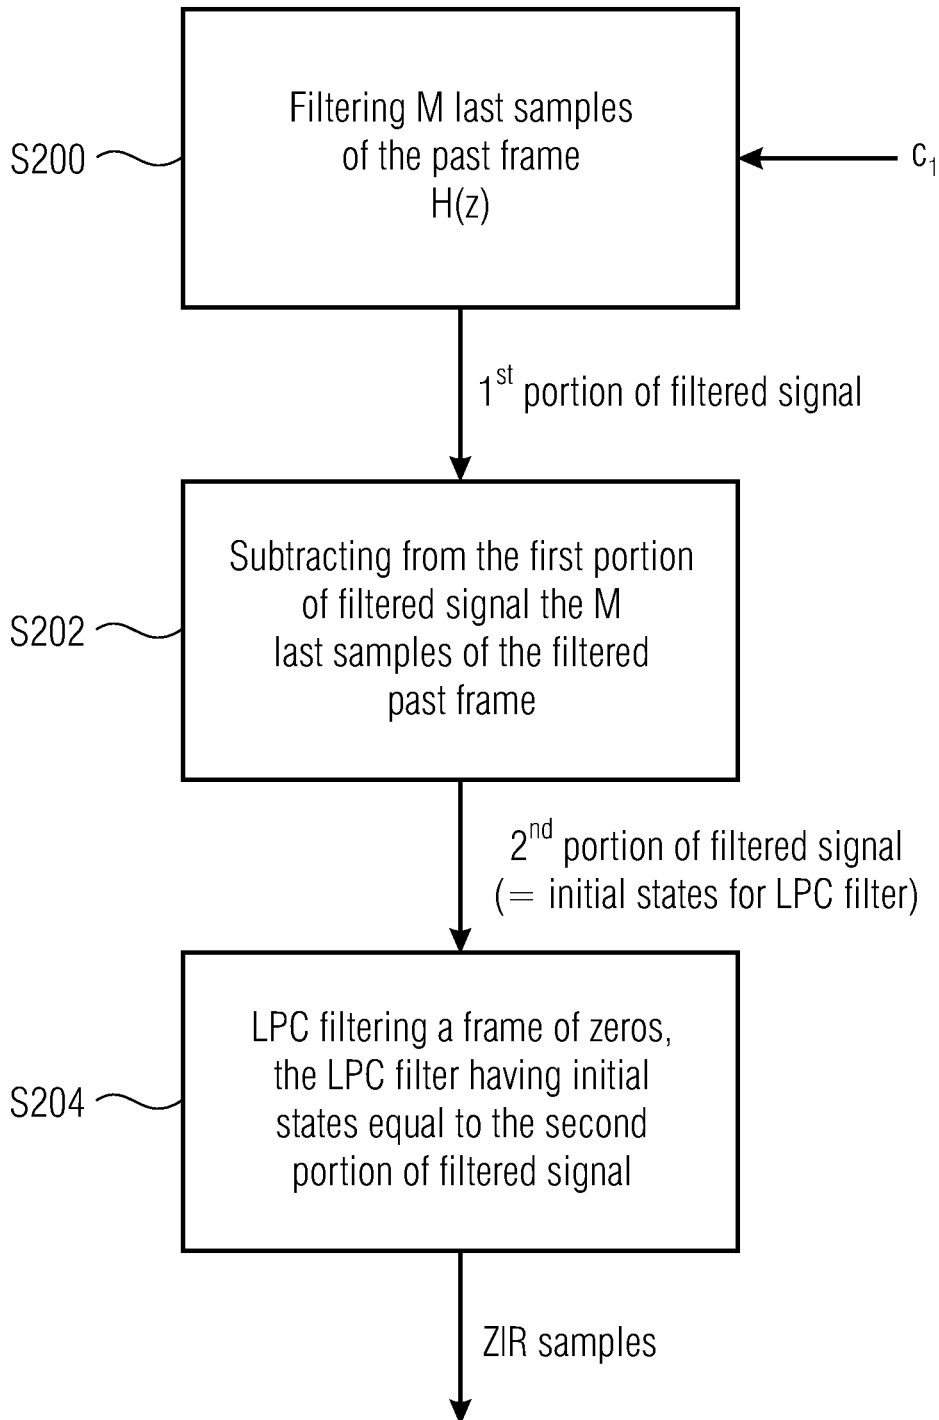 Filtering M last samples
of the past frame
H(z)
S200
c₁
1st portion of filtered signal
Subtracting from the first portion
of filtered signal the M
last samples of the filtered
past frame
S202
2nd portion of filtered signal
(= initial states for LPC filter)
LPC filtering a frame of zeros,
the LPC filter having initial
states equal to the second
portion of filtered signal
S204
ZIR samples